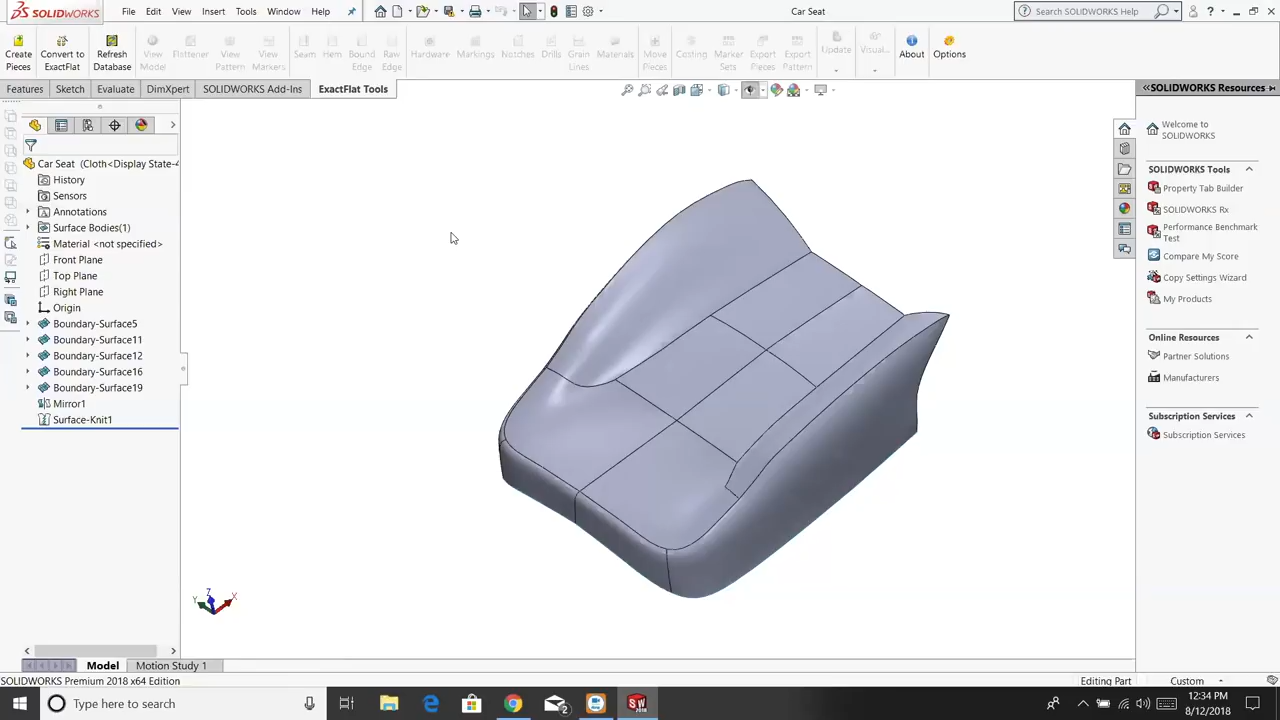 SOLIDWORKS
File Edit View Insert Tools Window Help
Car Seat
Search SOLIDWORKS Help
Create Pieces
Convert to ExactFlat
Refresh Database
View Model
Flattener
View Pattern
View Markers
Seam
Hem
Bound Edge
Raw Edge
Hardware
Markings
Notches
Drills
Grain Lines
Materials
Move Pieces
Costing
Marker Sets
Export Pieces
Export Pattern
Update
Visual...
About
Options
Features Sketch Evaluate DimXpert SOLIDWORKS Add-Ins ExactFlat Tools
SOLIDWORKS Resources
Car Seat (Cloth<Display State-4
History
Sensors
Annotations
Surface Bodies(1)
Material <not specified>
Front Plane
Top Plane
Right Plane
Origin
Boundary-Surface5
Boundary-Surface11
Boundary-Surface12
Boundary-Surface16
Boundary-Surface19
Mirror1
Surface-Knit1
Z
Y
X
Welcome to
SOLIDWORKS
SOLIDWORKS Tools
Property Tab Builder
SOLIDWORKS Rx
Performance Benchmark
Test
Compare My Score
Copy Settings Wizard
My Products
Online Resources
Partner Solutions
Manufacturers
Subscription Services
Subscription Services
Model Motion Study 1
SOLIDWORKS Premium 2018 x64 Edition
Editing Part
Custom
Type here to search
2
SW
2018
12:34 PM
8/12/2018